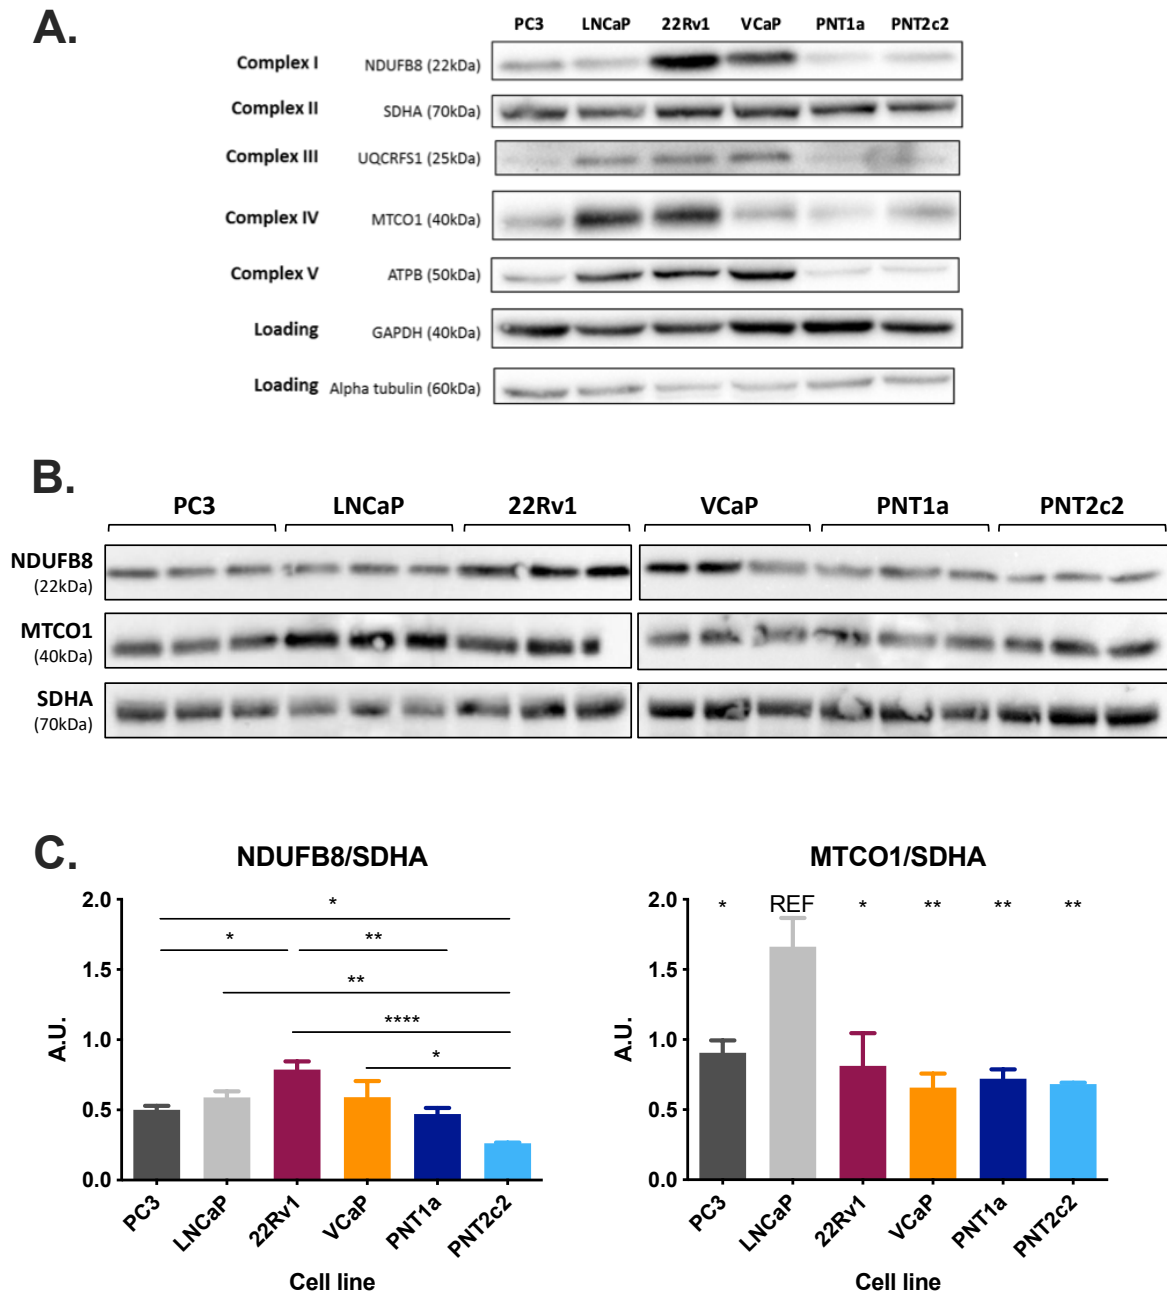 A.
PC3 LNCaP 22Rv1 VCaP PNT1a PNT2c2
Complex I NDUFB8 (22kDa)
Complex II SDHA (70kDa)
Complex III UQCRFS1 (25kDa)
Complex IV MTCO1 (40kDa)
Complex V ATPB (50kDa)
Loading GAPDH (40kDa)
Loading Alpha tubulin (60kDa)
B.
PC3 LNCaP 22Rv1 VCaP PNT1a PNT2c2
NDUFB8
(22kDa)
MTCO1
(40kDa)
SDHA
(70kDa)
C.
NDUFB8/SDHA
2.0
1.5
1.0
0.5
0.0
A.U.
*
* **
**
****
*
PC3 LNCaP 22Rv1 VCaP PNT1a PNT2c2
Cell line
MTCO1/SDHA
2.0
1.5
1.0
0.5
0.0
A.U.
* REF * ** ** **
PC3 LNCaP 22Rv1 VCaP PNT1a PNT2c2
Cell line